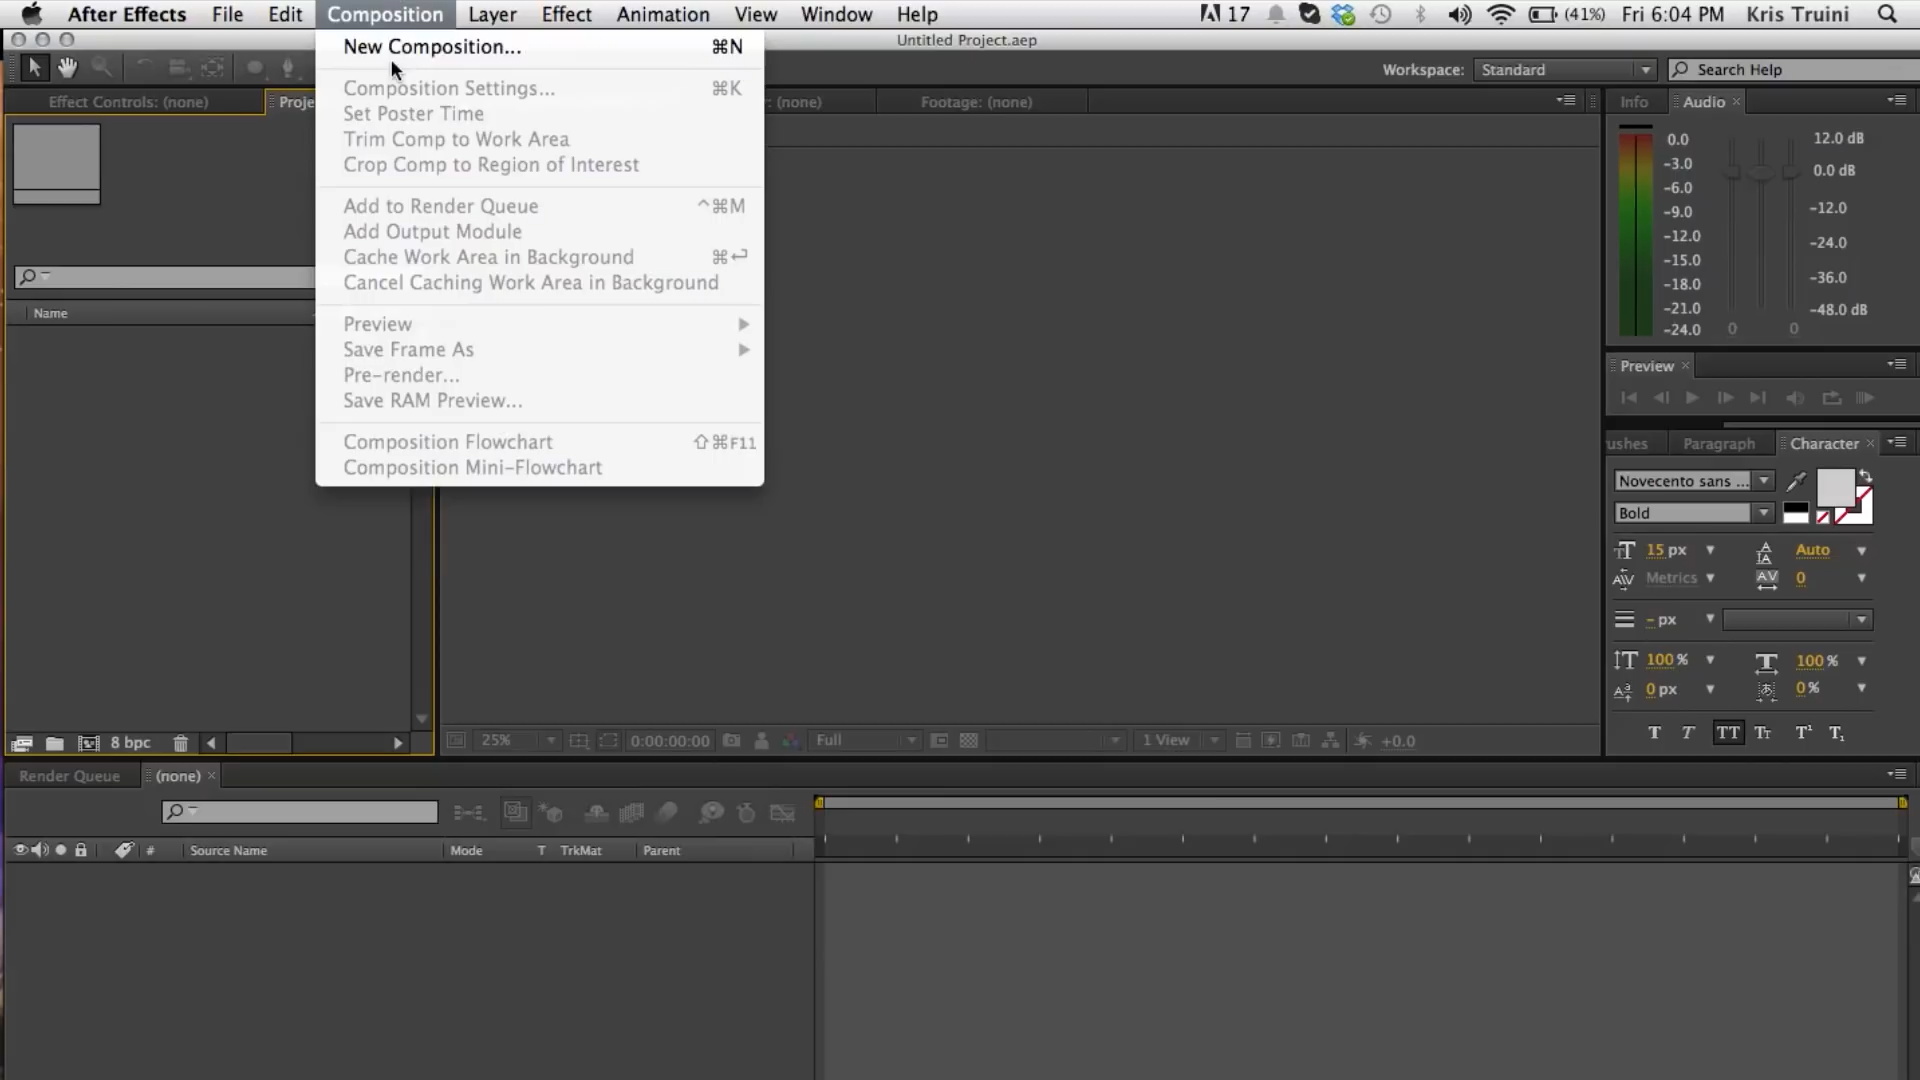 After Effects File Edit Composition Layer Effect Animation View Window Help 17 (41%) Fri 6:04 PM Kris Truini
Untitled Project.aep
New Composition... ⌘N
Composition Settings... ⌘K
Set Poster Time
Trim Comp to Work Area
Crop Comp to Region of Interest
Add to Render Queue ^⌘M
Add Output Module
Cache Work Area in Background ⌘↩
Cancel Caching Work Area in Background
Preview
Save Frame As
Pre-render...
Save RAM Preview...
Composition Flowchart ⇧⌘F11
Composition Mini-Flowchart
Workspace: Standard Search Help
Effect Controls: (none) Proje : (none) Footage: (none)
Name
8 bpc
25% 0:00:00:00 Full 1 View +0.0
Info Audio
0.0 12.0 dB
-3.0 0.0 dB
-6.0
-9.0 -12.0
-12.0 -24.0
-15.0
-18.0 -36.0
-21.0 -48.0 dB
-24.0 0 0
Preview
ushes Paragraph Character
Novecento sans ...
Bold
15 px Auto
Metrics 0
- px
100 % 100 %
0 px 0 %
T T TT Tt T¹ T₁
Render Queue (none)
# Source Name Mode T TrkMat Parent